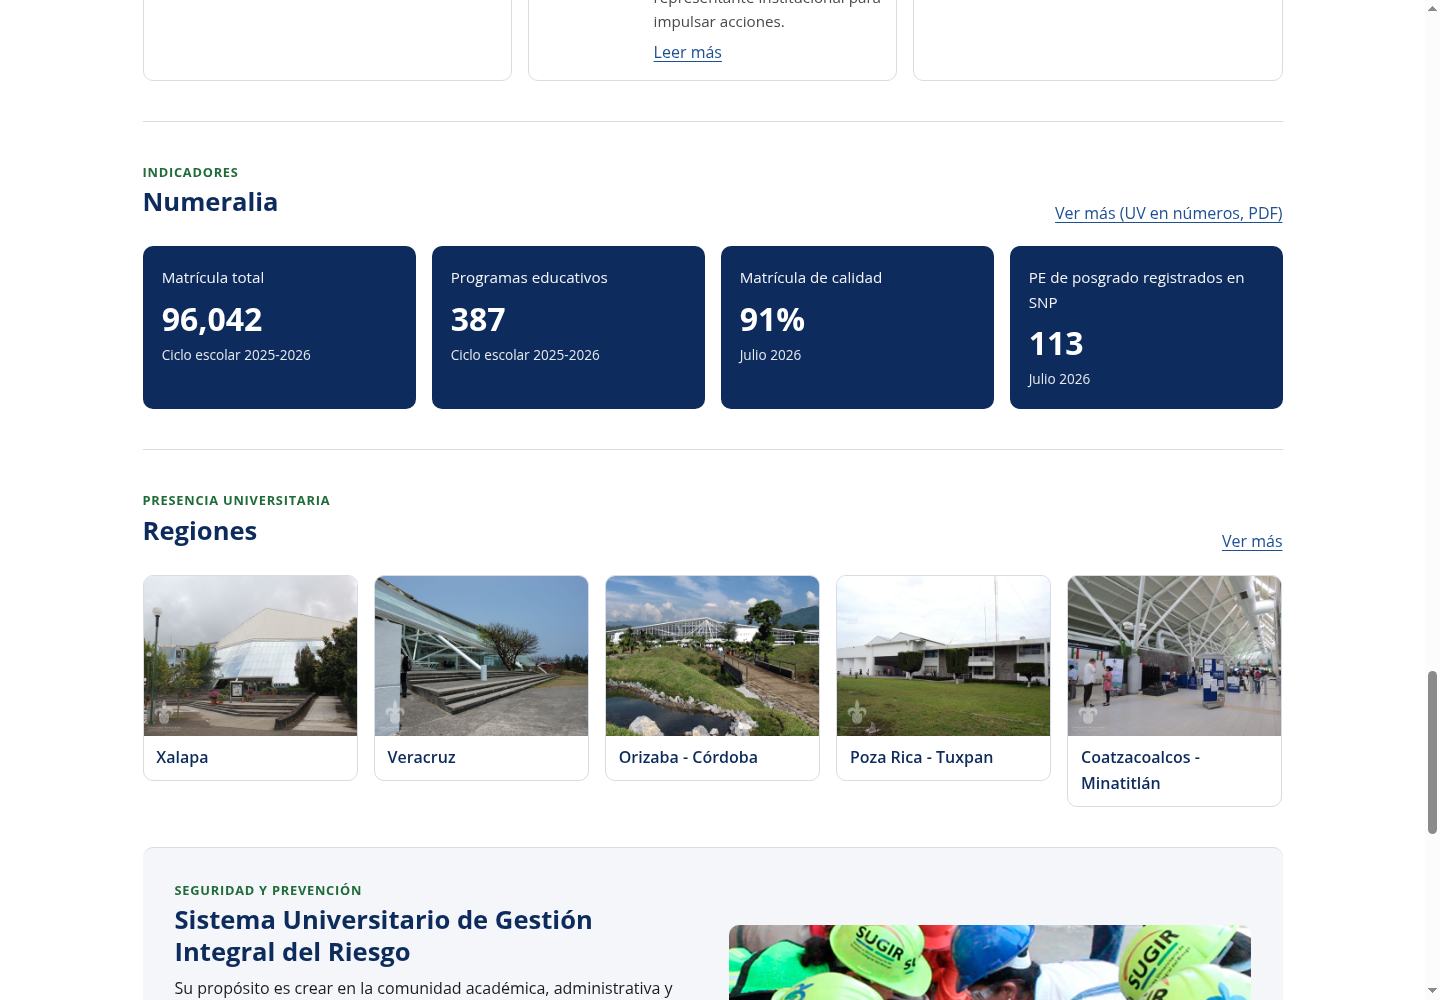 impulsar acciones.
Leer más
INDICADORES
Numeralia
Ver más (UV en números, PDF)
Matrícula total
96,042
Ciclo escolar 2025-2026
Programas educativos
387
Ciclo escolar 2025-2026
Matrícula de calidad
91%
Julio 2026
PE de posgrado registrados en
SNP
113
Julio 2026
PRESENCIA UNIVERSITARIA
Regiones
Ver más
Xalapa
Veracruz
Orizaba - Córdoba
Poza Rica - Tuxpan
Coatzacoalcos -
Minatitlán
SEGURIDAD Y PREVENCIÓN
Sistema Universitario de Gestión
Integral del Riesgo
Su propósito es crear en la comunidad académica, administrativa y
SUGIR
SUGIR